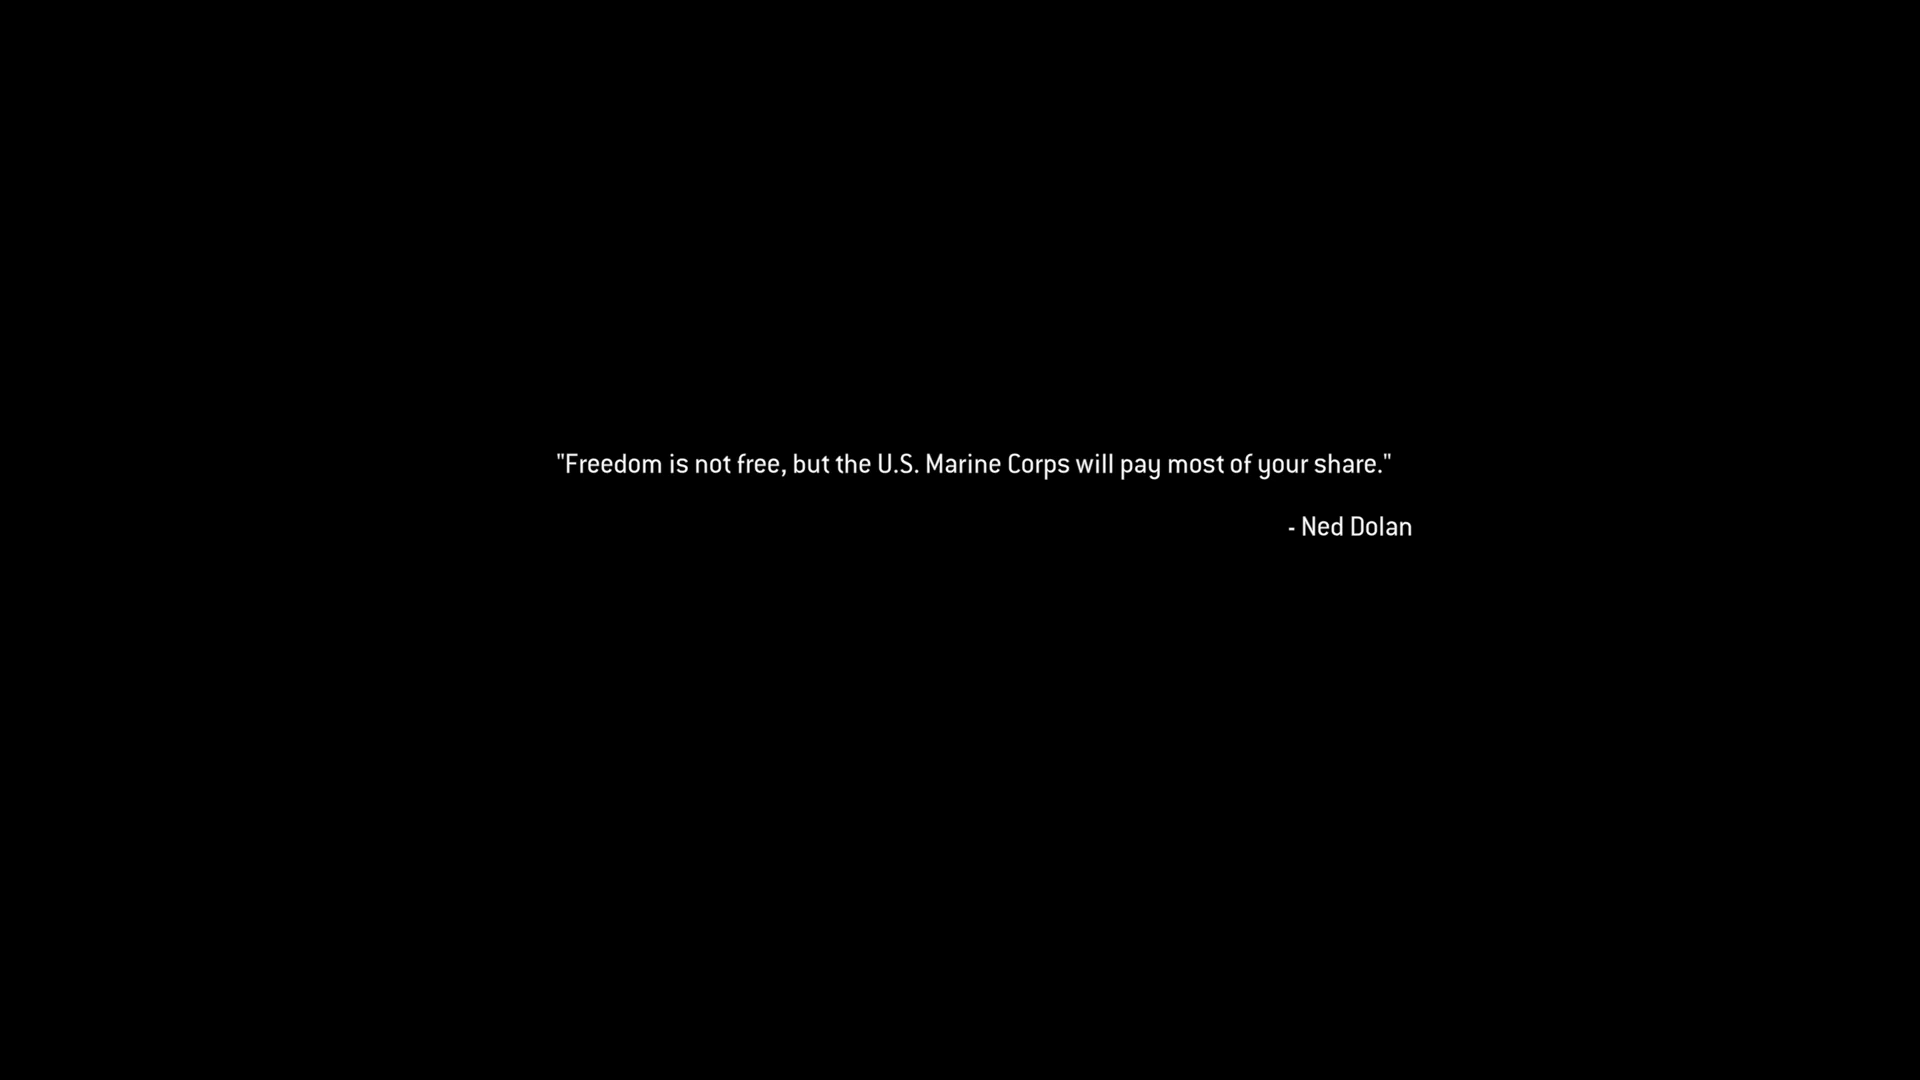 "Freedom is not free, but the U.S. Marine Corps will pay most of your share."
- Ned Dolan